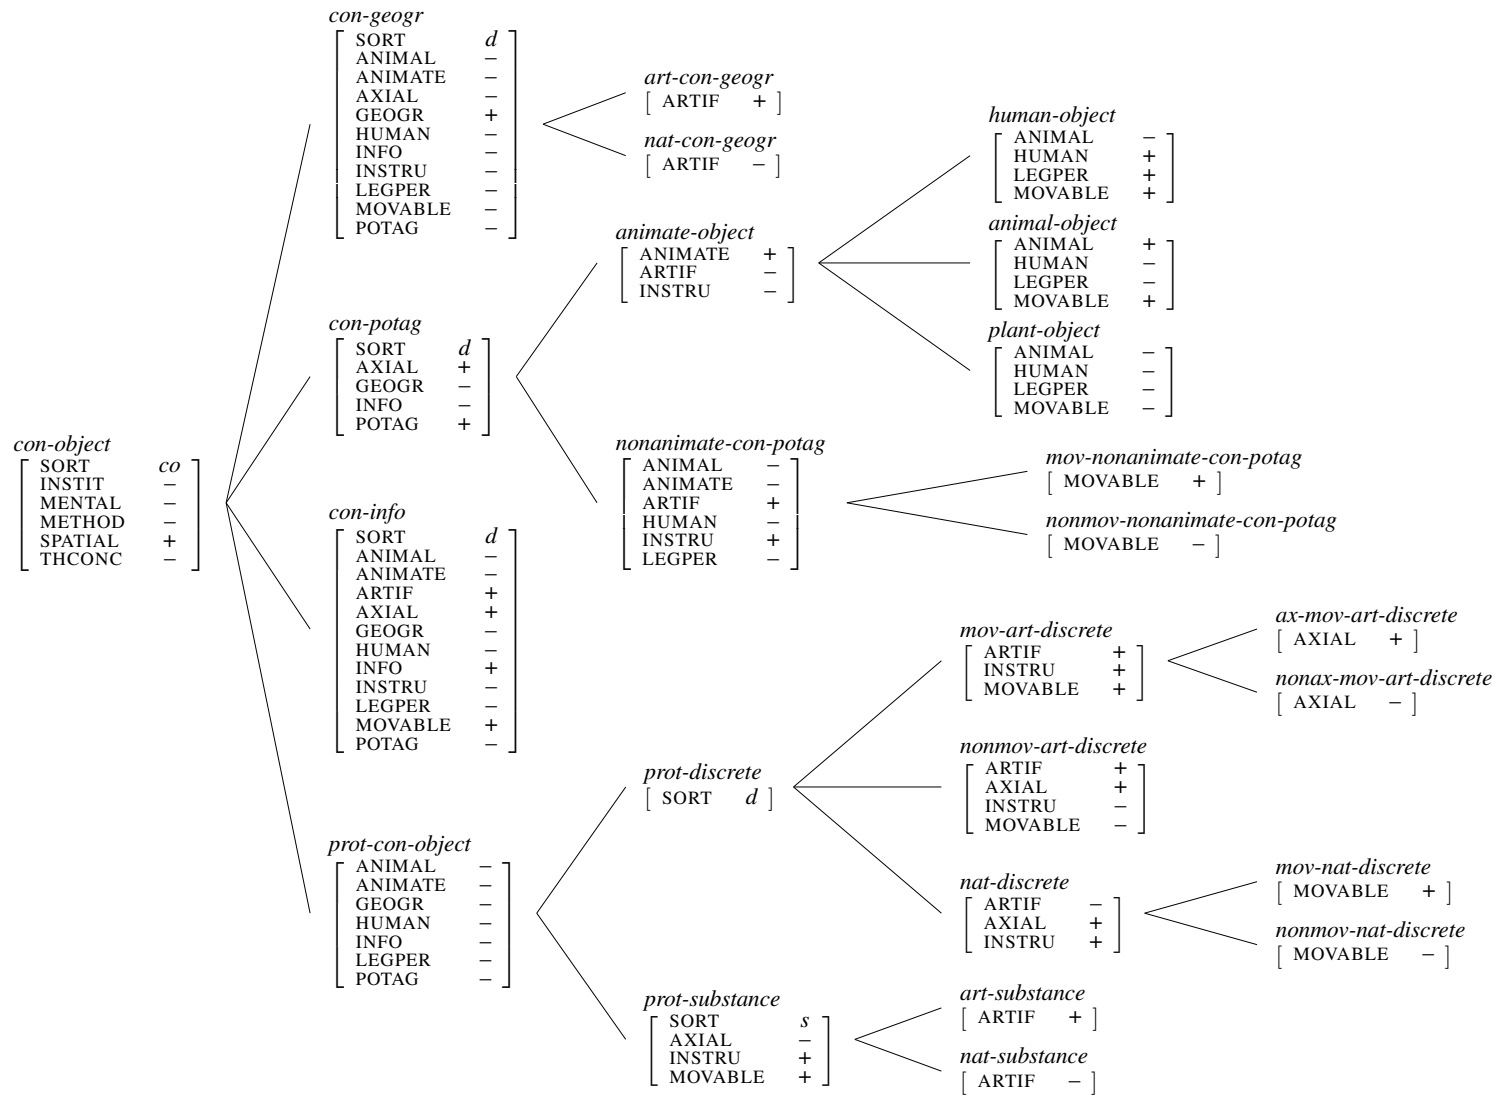 con-geogr
SORT d
ANIMAL −
ANIMATE −
AXIAL −
GEOGR +
HUMAN −
INFO −
INSTRU −
LEGPER −
MOVABLE −
POTAG −
art-con-geogr
[ ARTIF + ]
nat-con-geogr
[ ARTIF − ]
human-object
ANIMAL −
HUMAN +
LEGPER +
MOVABLE +
animate-object
ANIMATE +
ARTIF −
INSTRU −
animal-object
ANIMAL +
HUMAN −
LEGPER −
MOVABLE +
con-potag
SORT d
AXIAL +
GEOGR −
INFO −
POTAG +
plant-object
ANIMAL −
HUMAN −
LEGPER −
MOVABLE −
con-object
SORT co
INSTIT −
MENTAL −
METHOD −
SPATIAL +
THCONC −
nonanimate-con-potag
ANIMAL −
ANIMATE −
ARTIF +
HUMAN −
INSTRU +
LEGPER −
mov-nonanimate-con-potag
[ MOVABLE + ]
nonmov-nonanimate-con-potag
[ MOVABLE − ]
con-info
SORT d
ANIMAL −
ANIMATE −
ARTIF +
AXIAL +
GEOGR −
HUMAN −
INFO +
INSTRU −
LEGPER −
MOVABLE +
POTAG −
mov-art-discrete
ARTIF +
INSTRU +
MOVABLE +
ax-mov-art-discrete
[ AXIAL + ]
nonax-mov-art-discrete
[ AXIAL − ]
prot-discrete
[ SORT d ]
nonmov-art-discrete
ARTIF +
AXIAL +
INSTRU −
MOVABLE −
prot-con-object
ANIMAL −
ANIMATE −
GEOGR −
HUMAN −
INFO −
LEGPER −
POTAG −
nat-discrete
ARTIF −
AXIAL +
INSTRU +
mov-nat-discrete
[ MOVABLE + ]
nonmov-nat-discrete
[ MOVABLE − ]
prot-substance
SORT s
AXIAL −
INSTRU +
MOVABLE +
art-substance
[ ARTIF + ]
nat-substance
[ ARTIF − ]